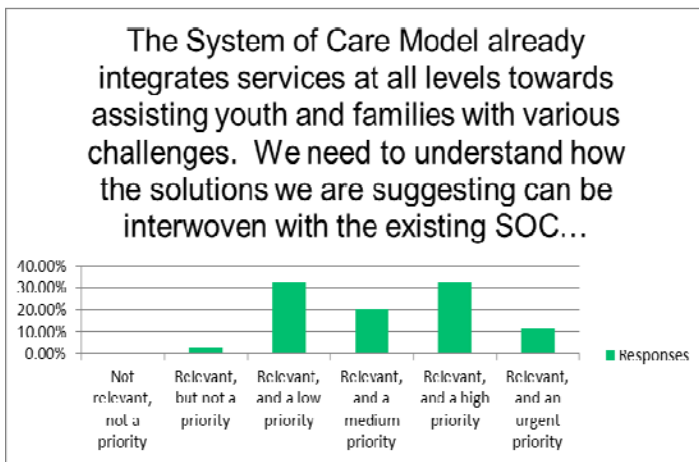 The System of Care Model already
integrates services at all levels towards
assisting youth and families with various
challenges.  We need to understand how
the solutions we are suggesting can be
interwoven with the existing SOC...
40.00%
30.00%
20.00%
10.00%
0.00%
Not
relevant,
not a
priority
Relevant,
but not a
priority
Relevant,
and a low
priority
Relevant,
and a
medium
priority
Relevant,
and a high
priority
Relevant,
and an
urgent
priority
Responses